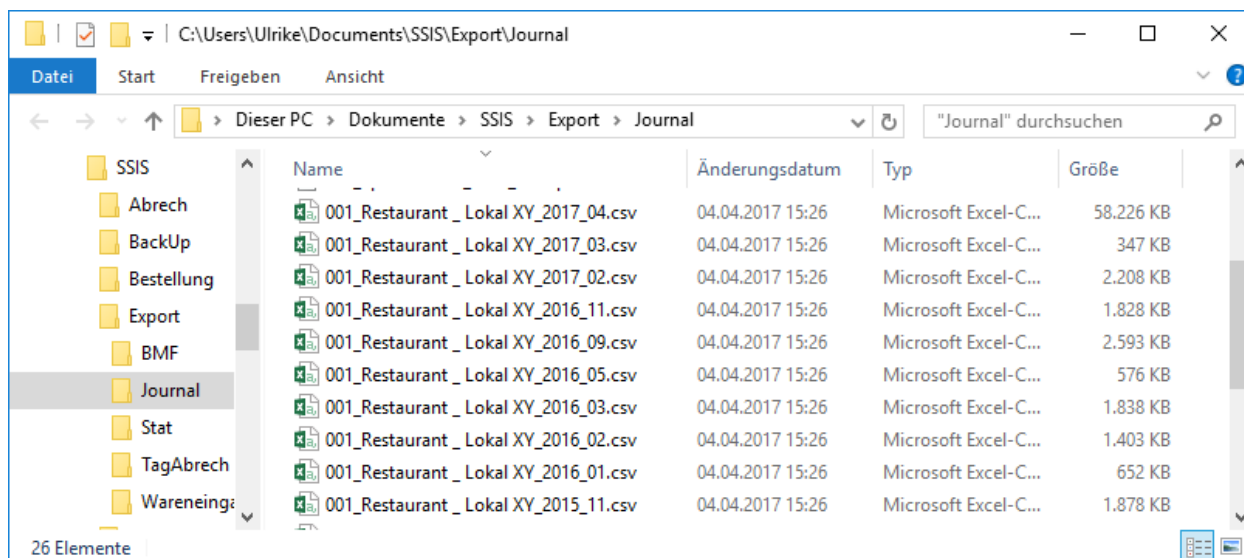 C:\Users\Ulrike\Documents\SSIS\Export\Journal
Datei Start Freigeben Ansicht
Dieser PC > Dokumente > SSIS > Export > Journal "Journal" durchsuchen
SSIS
Abrech
BackUp
Bestellung
Export
BMF
Journal
Stat
TagAbrech
Name Änderungsdatum Typ Größe
001_Restaurant _ Lokal XY_2017_04.csv 04.04.2017 15:26 Microsoft Excel-C... 58.226 KB
001_Restaurant _ Lokal XY_2017_03.csv 04.04.2017 15:26 Microsoft Excel-C... 347 KB
001_Restaurant _ Lokal XY_2017_02.csv 04.04.2017 15:26 Microsoft Excel-C... 2.208 KB
001_Restaurant _ Lokal XY_2016_11.csv 04.04.2017 15:26 Microsoft Excel-C... 1.828 KB
001_Restaurant _ Lokal XY_2016_09.csv 04.04.2017 15:26 Microsoft Excel-C... 2.593 KB
001_Restaurant _ Lokal XY_2016_05.csv 04.04.2017 15:26 Microsoft Excel-C... 576 KB
001_Restaurant _ Lokal XY_2016_03.csv 04.04.2017 15:26 Microsoft Excel-C... 1.838 KB
001_Restaurant _ Lokal XY_2016_02.csv 04.04.2017 15:26 Microsoft Excel-C... 1.403 KB
001_Restaurant _ Lokal XY_2016_01.csv 04.04.2017 15:26 Microsoft Excel-C... 652 KB
001_Restaurant _ Lokal XY_2015_11.csv 04.04.2017 15:26 Microsoft Excel-C... 1.878 KB
26 Elemente